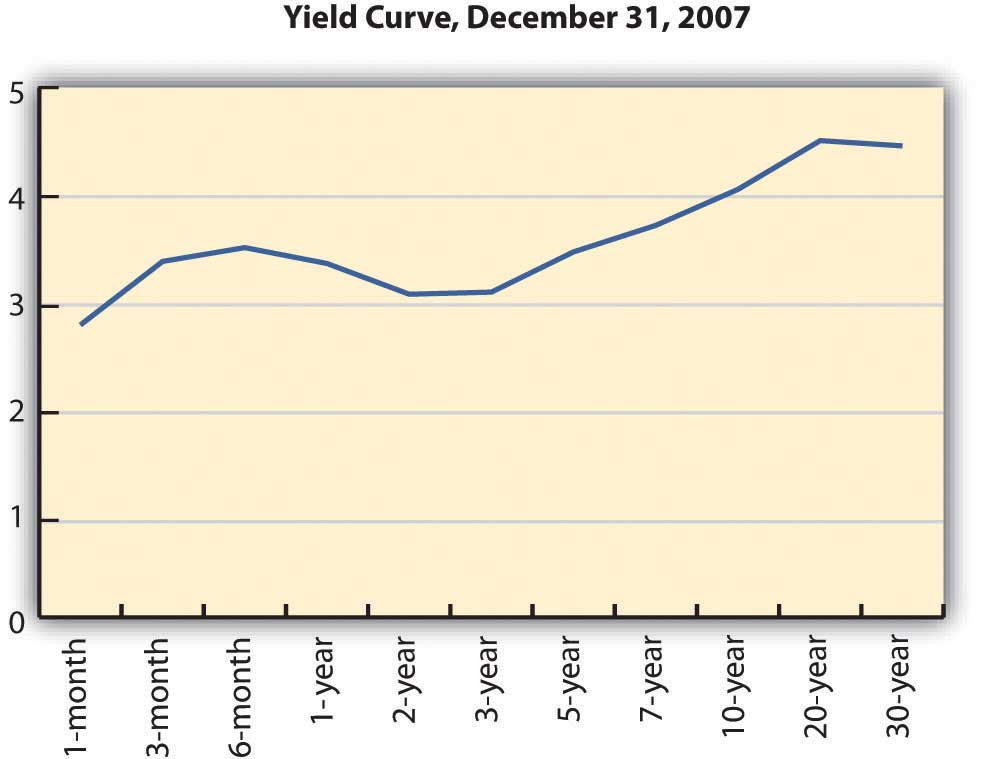 Yield Curve, December 31, 2007
5
4
3
2
1
0
1-month
3-month
6-month
1-year
2-year
3-year
5-year
7-year
10-year
20-year
30-year